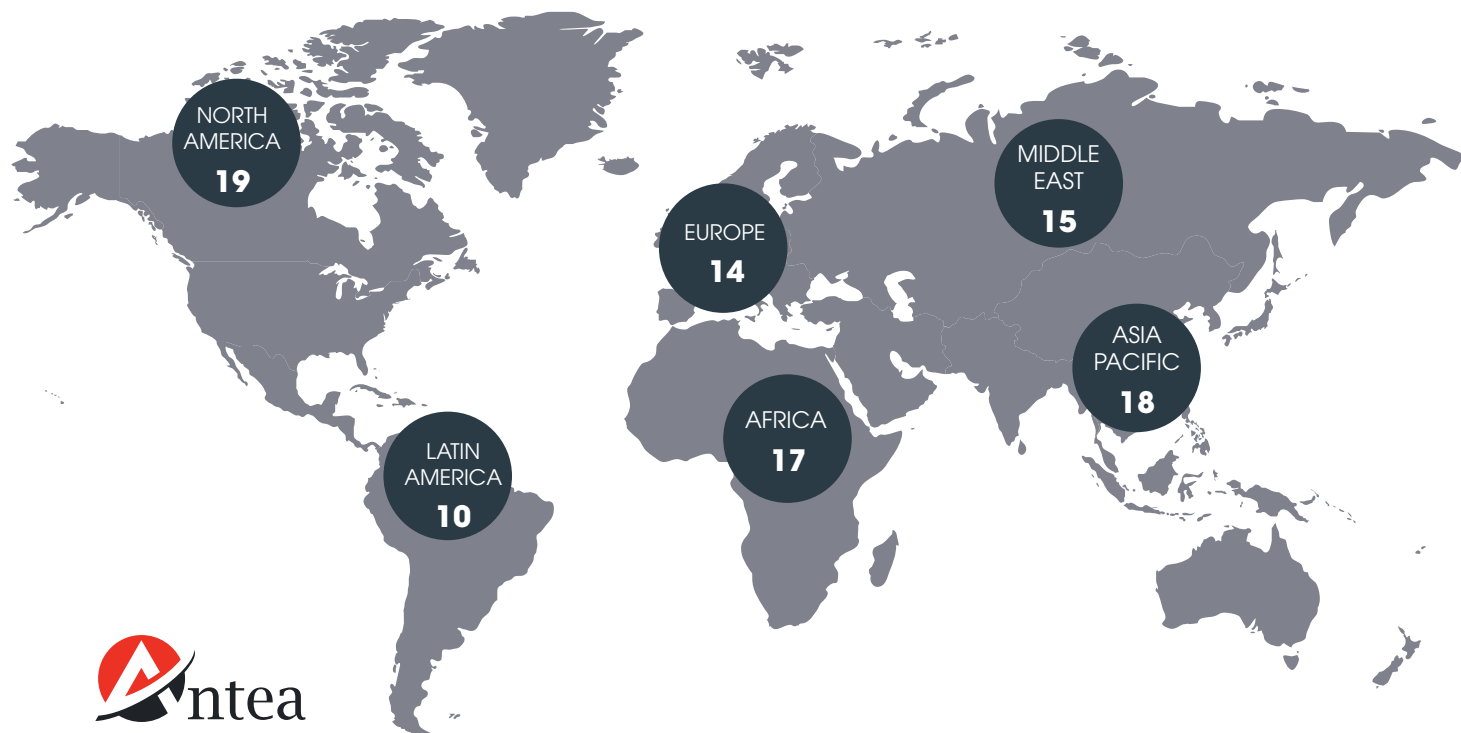 NORTH
AMERICA
19
MIDDLE
EAST
15
EUROPE
14
ASIA
PACIFIC
18
AFRICA
17
LATIN
AMERICA
10
Antea